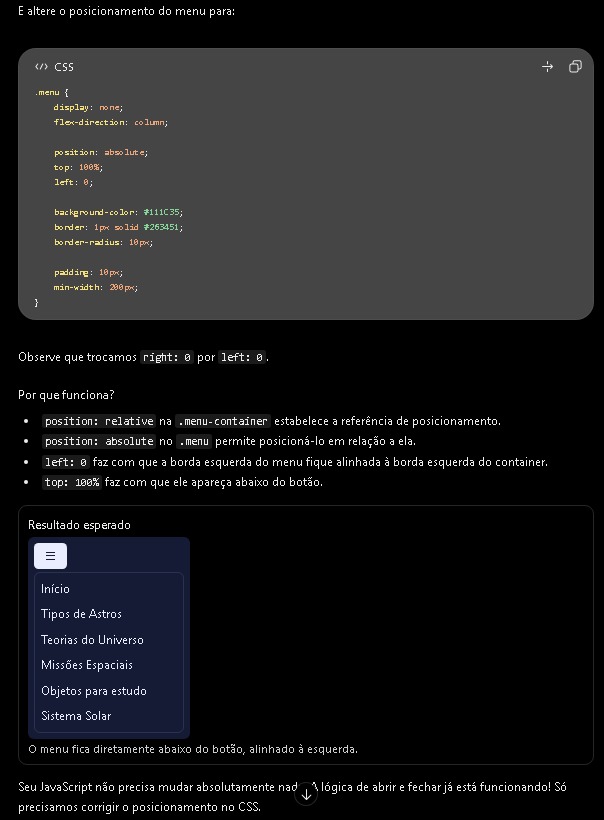 E altere o posicionamento do menu para:
CSS
.menu {
display: none;
flex-direction: column;
position: absolute;
top: 100%;
left: 0;
background-color: #111C35;
border: 1px solid #263451;
border-radius: 10px;
padding: 10px;
min-width: 200px;
}
Observe que trocamos right: 0 por left: 0.
Por que funciona?
• position: relative na .menu-container estabelece a referência de posicionamento.
• position: absolute no .menu permite posicioná-lo em relação a ela.
• left: 0 faz com que a borda esquerda do menu fique alinhada à borda esquerda do container.
• top: 100% faz com que ele apareça abaixo do botão.
Resultado esperado
Início
Tipos de Astros
Teorias do Universo
Missões Espaciais
Objetos para estudo
Sistema Solar
O menu fica diretamente abaixo do botão, alinhado à esquerda.
Seu JavaScript não precisa mudar absolutamente nad A lógica de abrir e fechar já está funcionando! Só
precisamos corrigir o posicionamento no CSS.